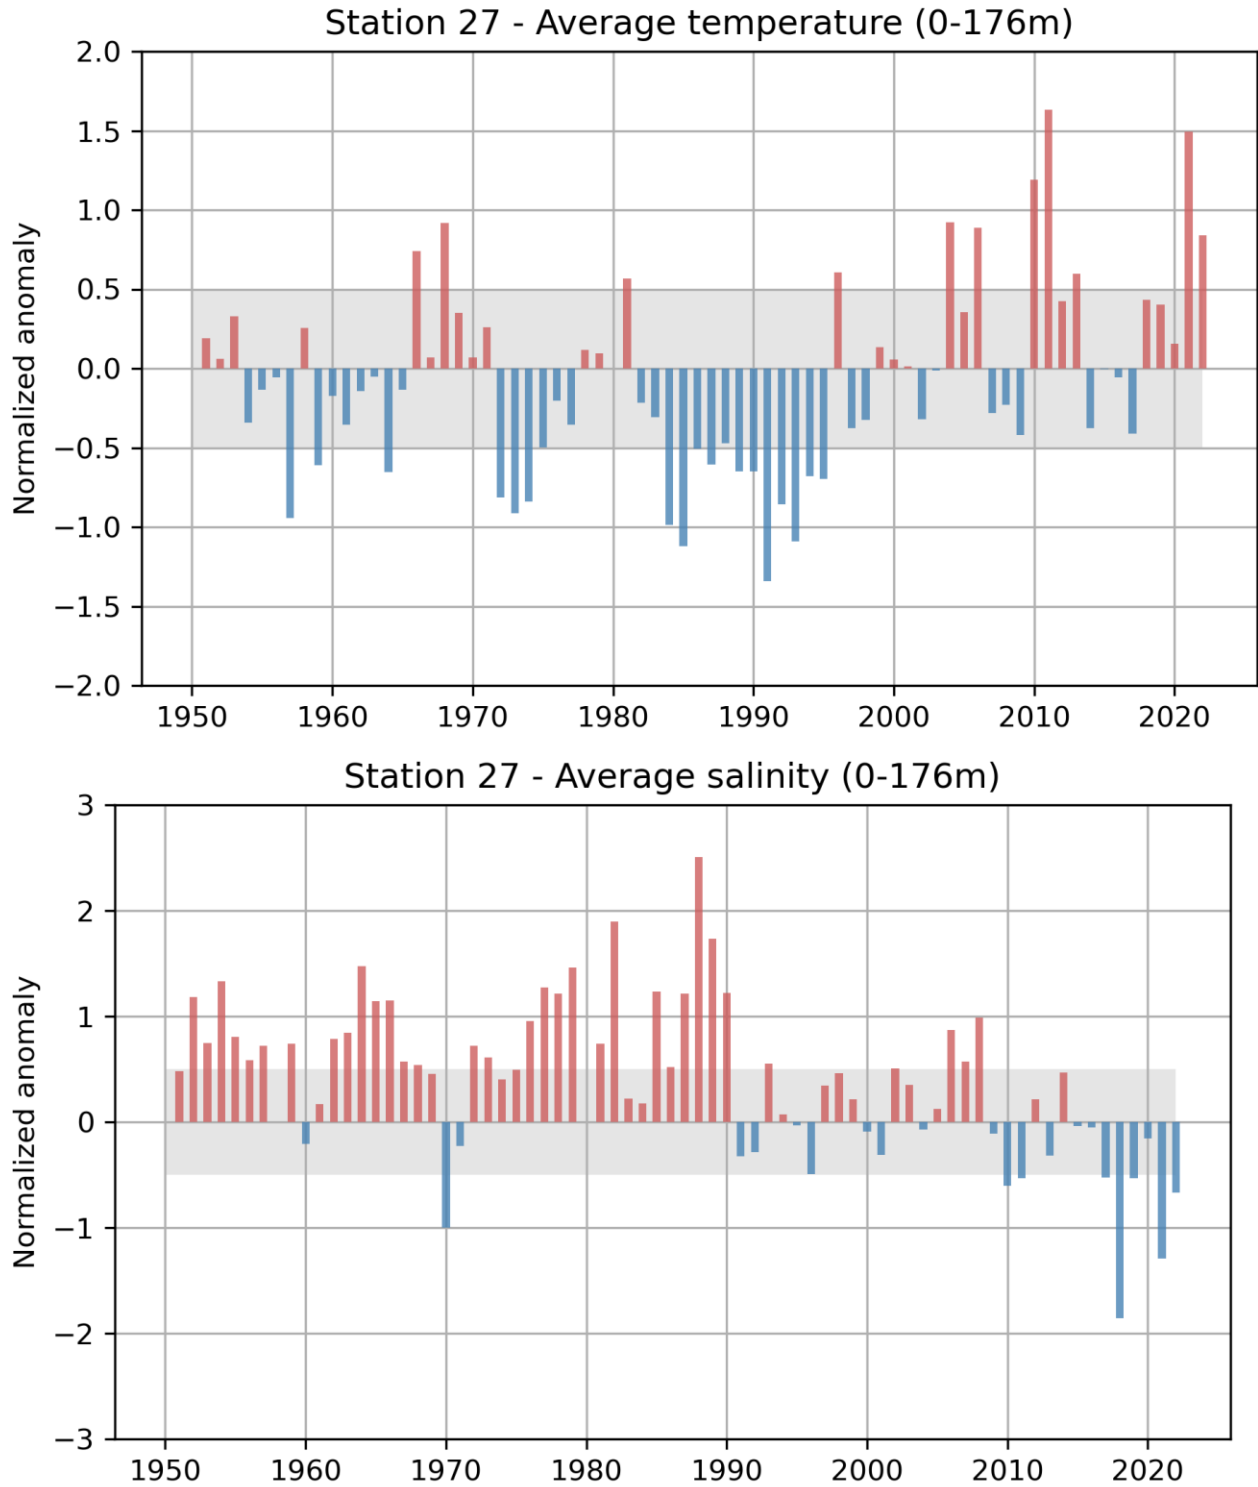 Station 27 - Average temperature (0-176m)
2.0
1.5
1.0
0.5
0.0
−0.5
−1.0
−1.5
−2.0
Normalized anomaly
1950 1960 1970 1980 1990 2000 2010 2020
Station 27 - Average salinity (0-176m)
3
2
1
0
−1
−2
−3
Normalized anomaly
1950 1960 1970 1980 1990 2000 2010 2020